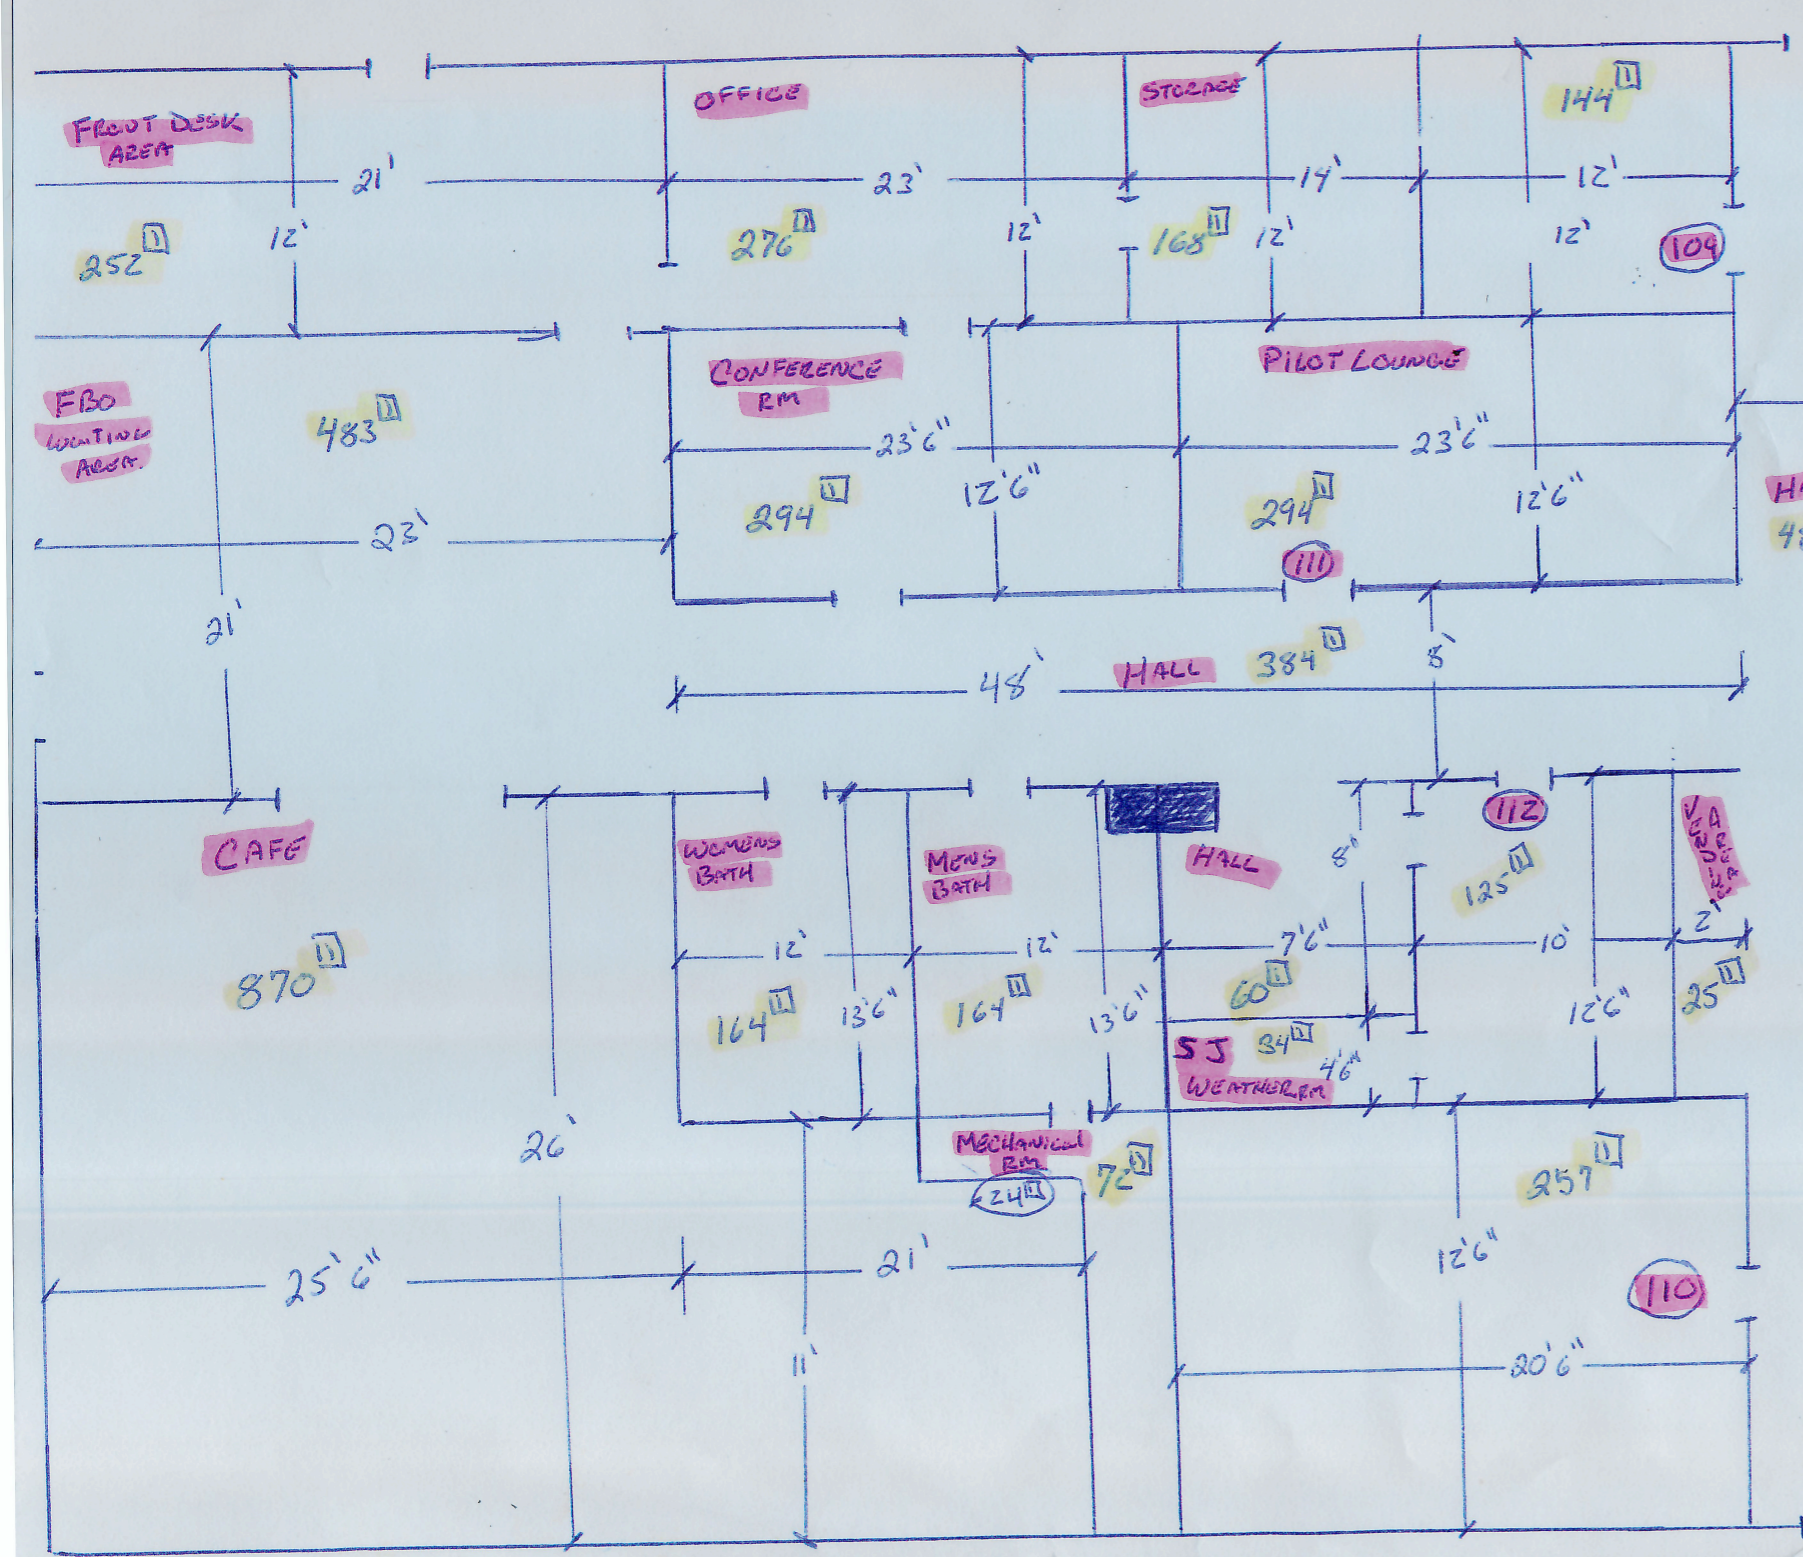 OFFICE
STORAGE
144
FRONT DESK
AREA
21'
23'
14'
12'
252
12'
276
12'
168
12'
12'
109
FBO
WAITING
AREA.
483
CONFERENCE
RM
PILOT LOUNGE
23'6"
23'6"
294
12'6"
294
12'6"
23'
111
21'
48'
HALL
384
8'
CAFE
WOMENS
BATH
MENS
BATH
HALL
8'
112
125
VENDING
AREA
870
12'
12'
7'6"
10'
2'
164
13'6"
164
13'6"
60
12'6"
25
SJ
34
4'6"
WEATHER RM
26'
MECHANICAL
RM
24
72
257
25'6"
21'
12'6"
110
11'
20'6"